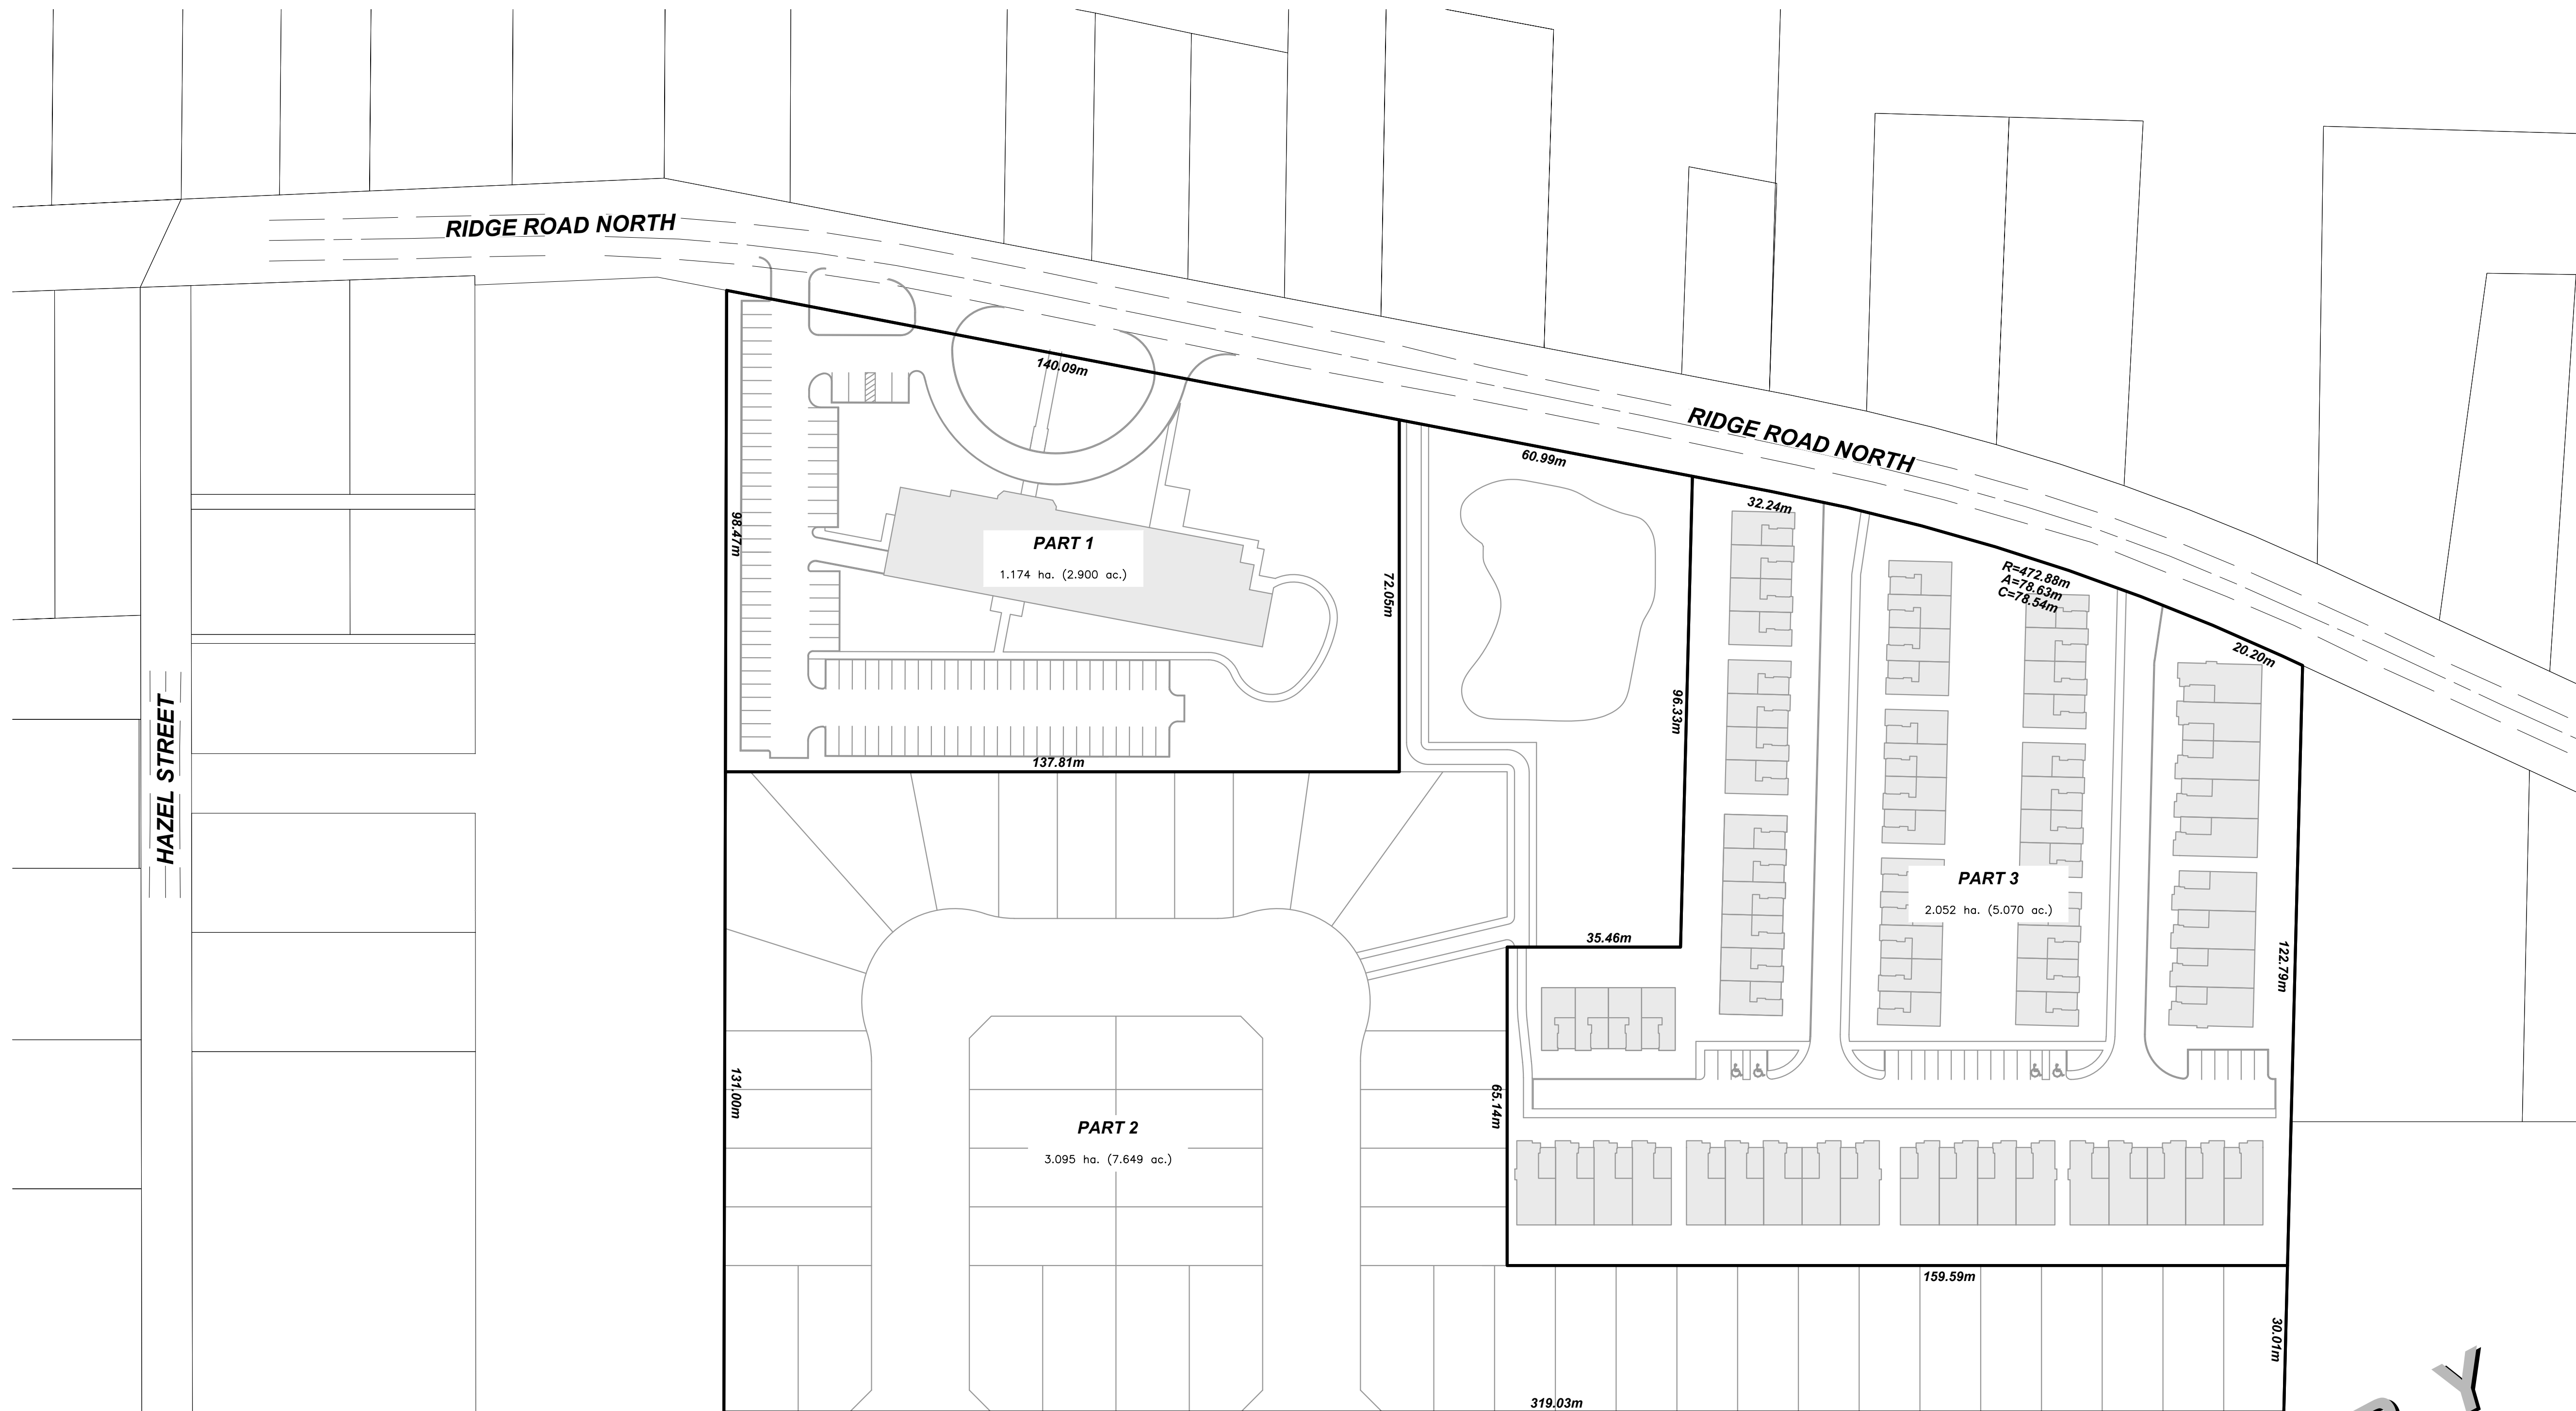 RIDGE ROAD NORTH
140.09m
RIDGE ROAD NORTH
60.99m
32.24m
98.47m
PART 1
1.174 ha. (2.900 ac.)
72.05m
R=472.88m
A=78.63m
C=78.54m
20.20m
96.33m
HAZEL STREET
137.81m
PART 3
2.052 ha. (5.070 ac.)
35.46m
122.79m
131.00m
65.14m
PART 2
3.095 ha. (7.649 ac.)
159.59m
30.01m
319.03m
Y